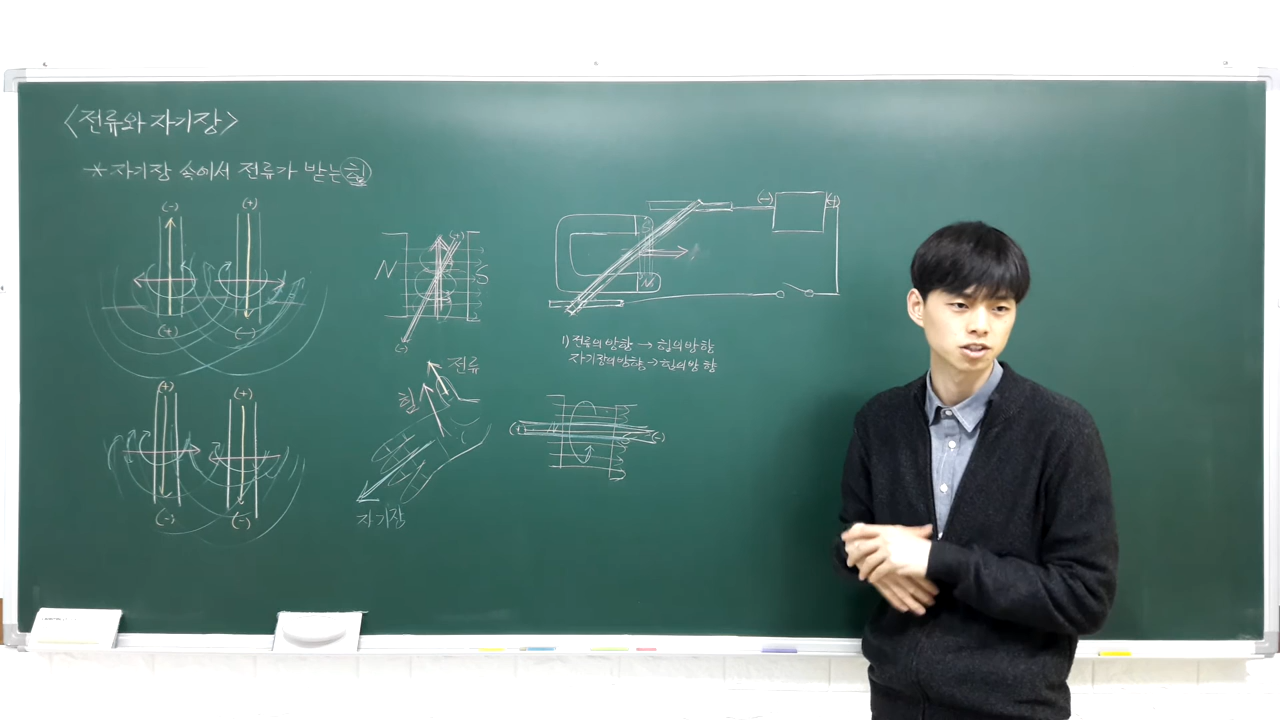 <전류와 자기장>
* 자기장 속에서 전류가 받는 힘
(-) (+)
(+) (-)
(+) (+)
(-) (-)
N (+) S
(-)
전류
힘
자기장
(-) (+)
S
N
1) 전류의 방향 → 힘의 방향
자기장의 방향 → 힘의 방향
(+) N S (-)